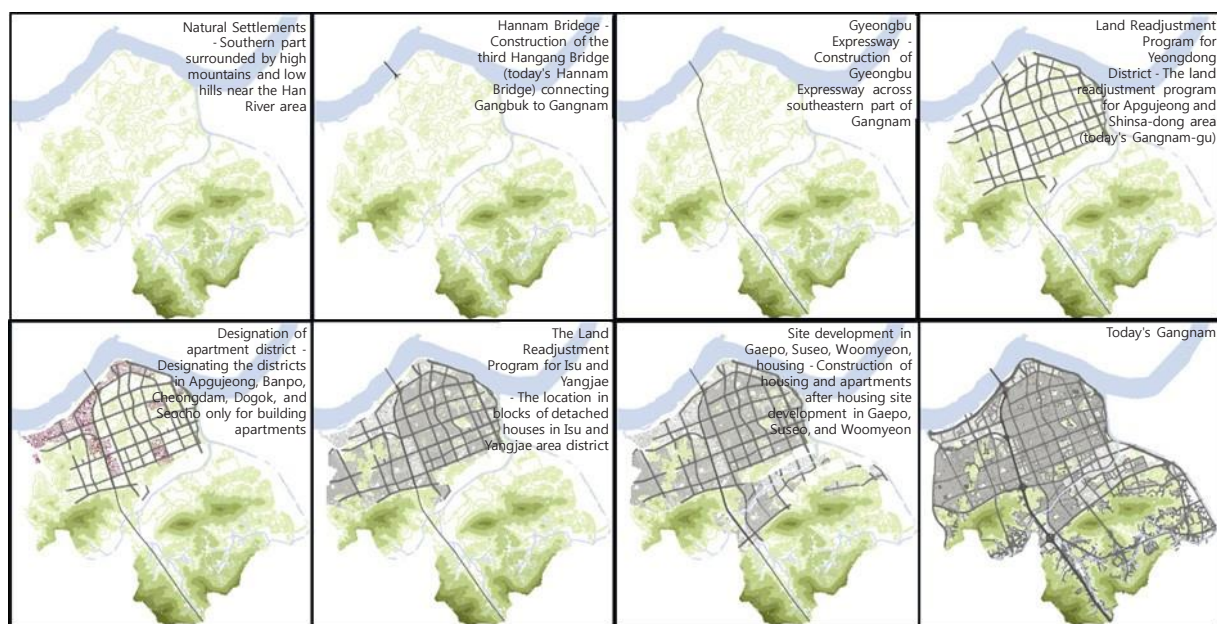 Natural Settlements
- Southern part
surrounded by high
mountains and low
hills near the Han
River area
Hannam Bridege -
Construction of the
third Hangang Bridge
(today's Hannam
Bridge) connecting
Gangbuk to Gangnam
Gyeongbu
Expressway -
Construction of
Gyeongbu
Expressway across
southeastern part of
Gangnam
Land Readjustment
Program for
Yeongdong
District - The land
readjustment program
for Apgujeong and
Shinsa-dong area
(today's Gangnam-gu)
Designation of
apartment district -
Designating the districts
in Apgujeong, Banpo,
Cheongdam, Dogok, and
Seocho only for building
apartments
The Land
Readjustment
Program for Isu and
Yangjae
- The location in
blocks of detached
houses in Isu and
Yangjae area district
Site development in
Gaepo, Suseo, Woomyeon,
housing - Construction of
housing and apartments
after housing site
development in Gaepo,
Suseo, and Woomyeon
Today's Gangnam